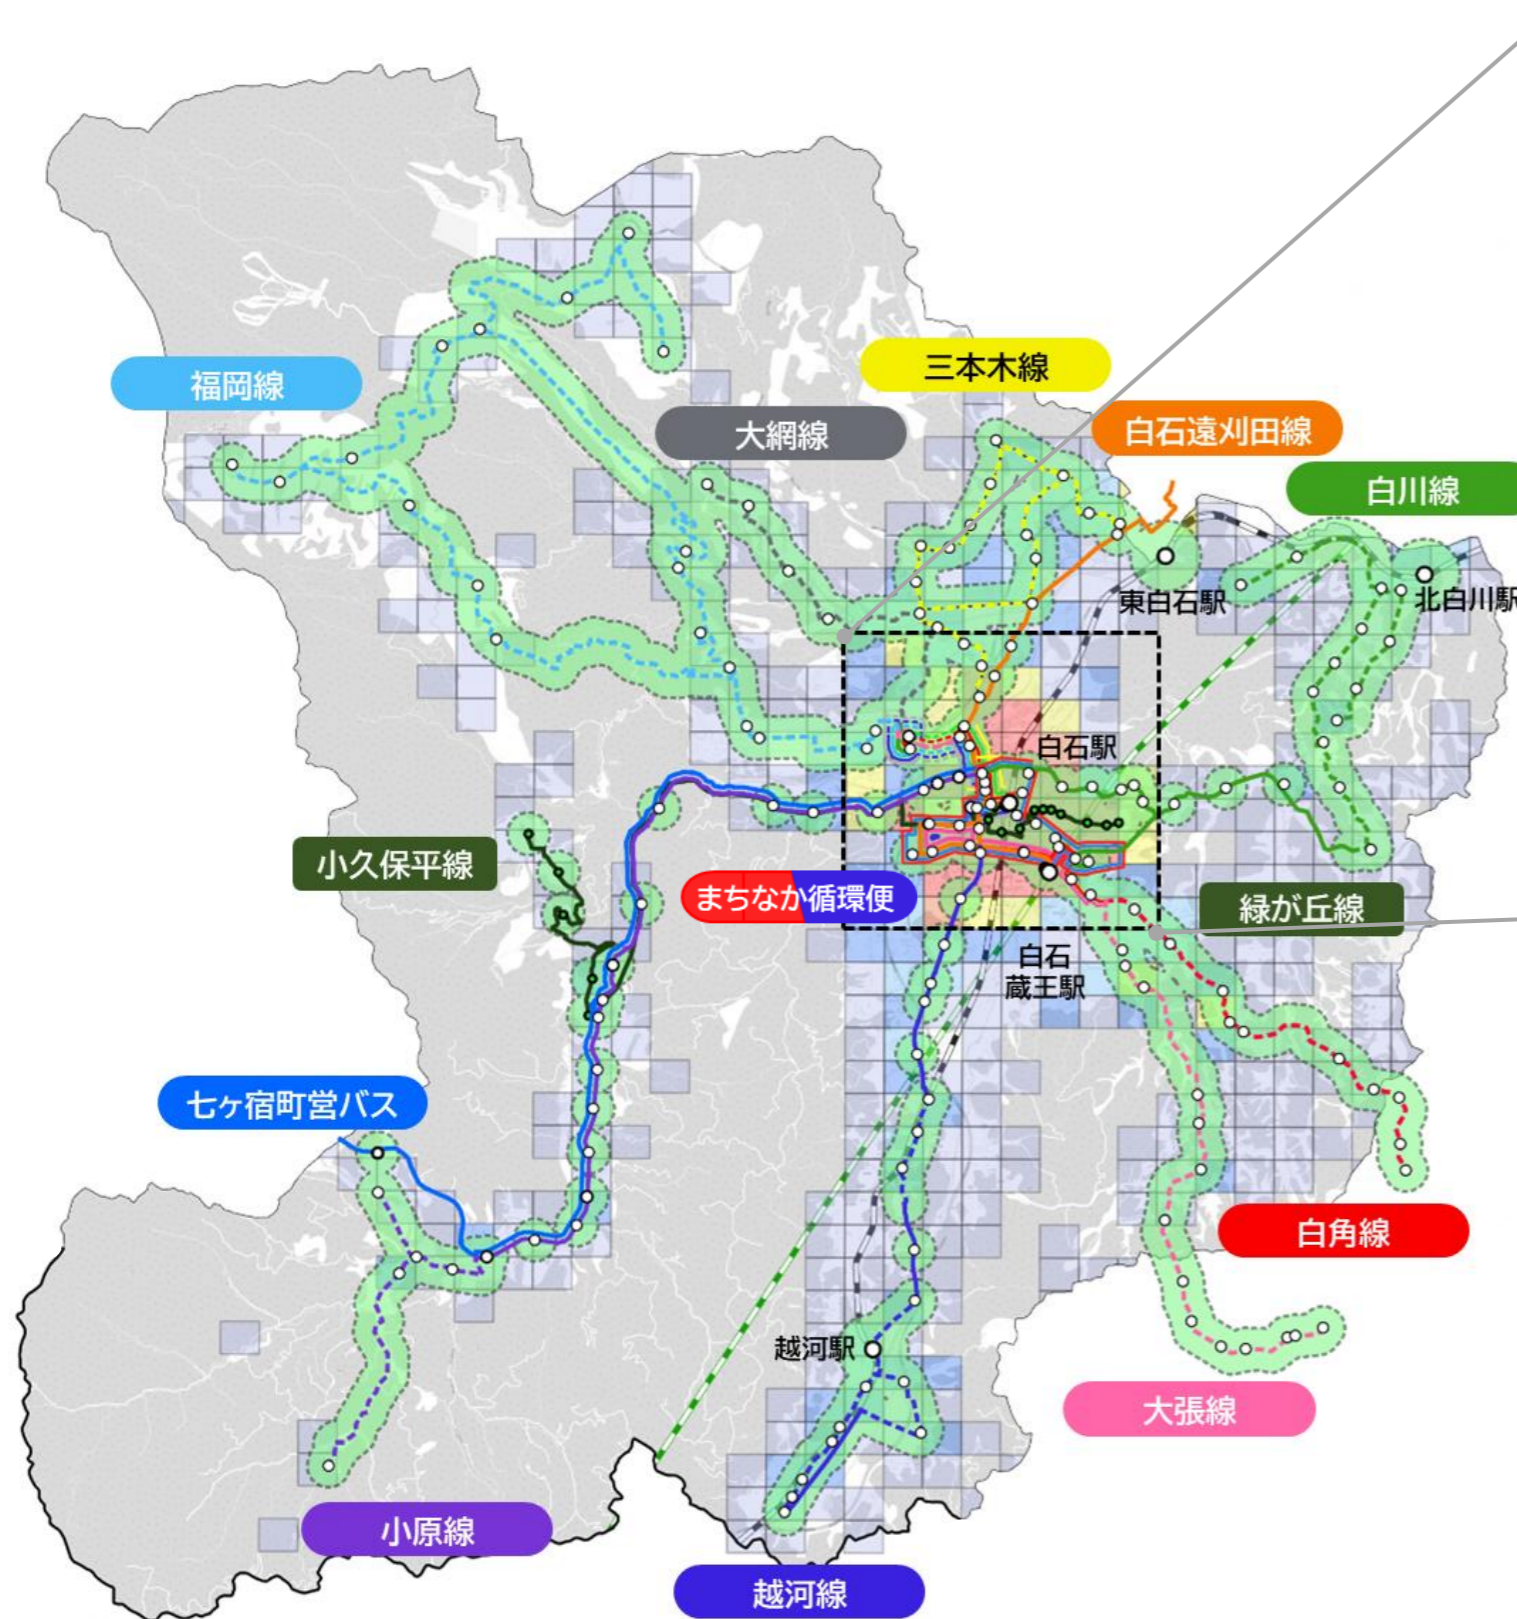 三本木線
福岡線
大網線
白石遠刈田線
白川線
東白石駅
北白川駅
白石駅
小久保平線
まちなか循環便
緑が丘線
白石
蔵王駅
七ヶ宿町営バス
白角線
越河駅
大張線
小原線
越河線